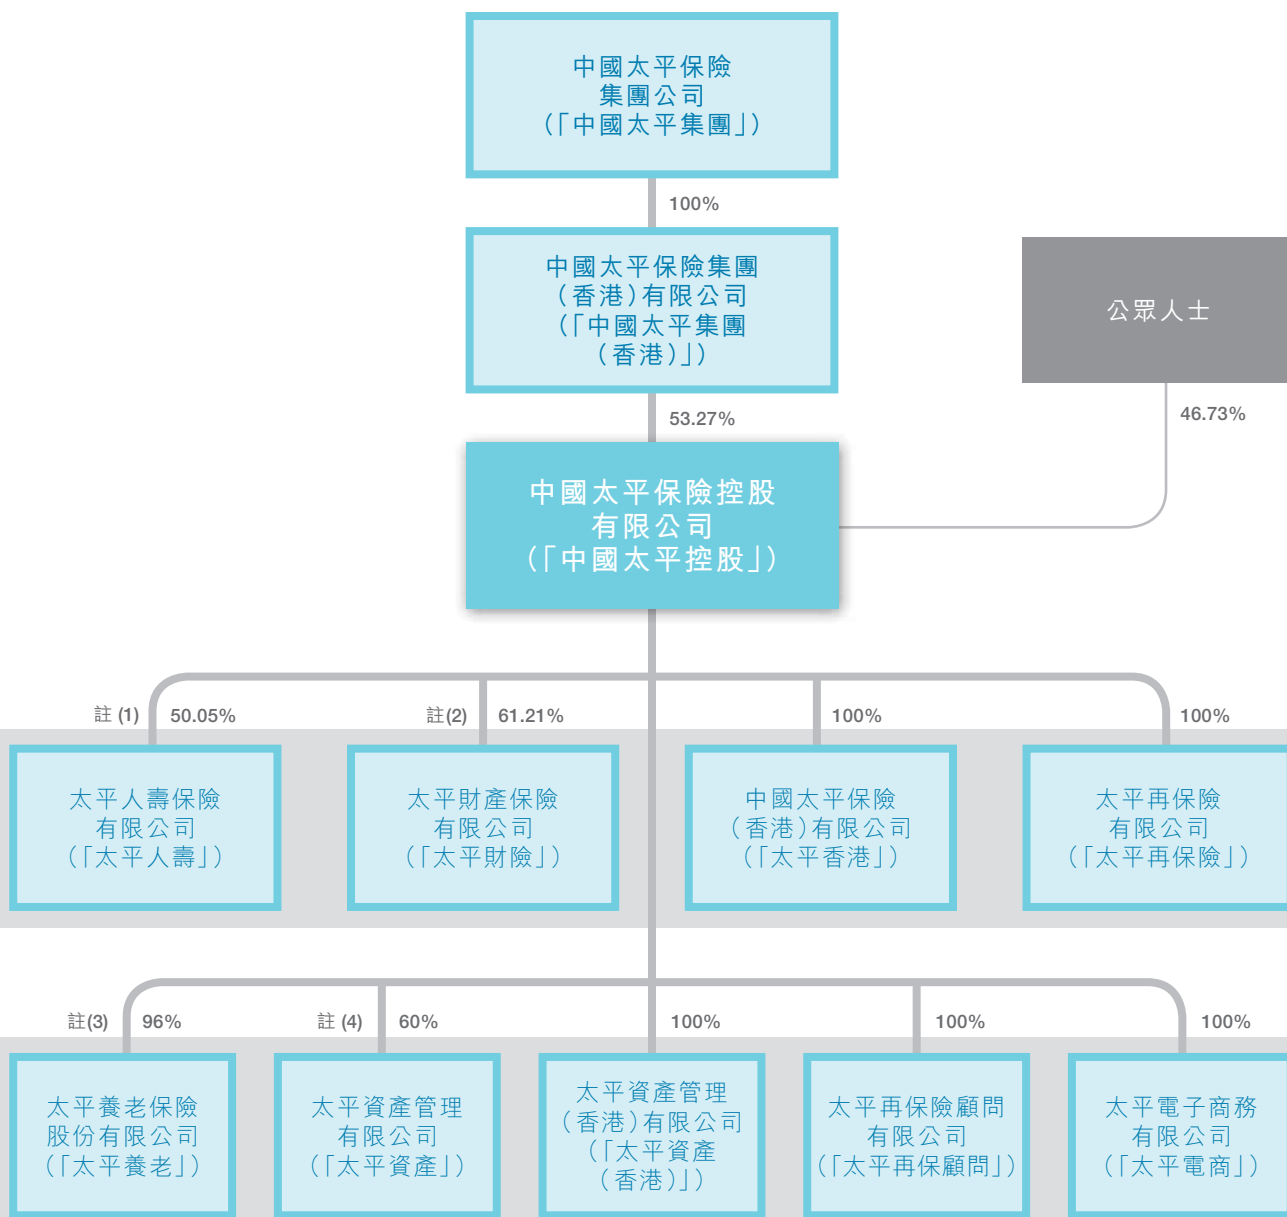 中國太平保險
集團公司
(「中國太平集團」)
100%
中國太平保險集團
(香港)有限公司
(「中國太平集團
(香港)」)
公眾人士
53.27%
46.73%
中國太平保險控股
有限公司
(「中國太平控股」)
註 (1) 50.05%
註(2) 61.21%
100%
100%
太平人壽保險
有限公司
(「太平人壽」)
太平財產保險
有限公司
(「太平財險」)
中國太平保險
(香港)有限公司
(「太平香港」)
太平再保險
有限公司
(「太平再保險」)
註(3) 96%
註 (4) 60%
100%
100%
100%
太平養老保險
股份有限公司
(「太平養老」)
太平資產管理
有限公司
(「太平資產」)
太平資產管理
(香港)有限公司
(「太平資產
(香港)」)
太平再保險顧問
有限公司
(「太平再保顧問」)
太平電子商務
有限公司
(「太平電商」)